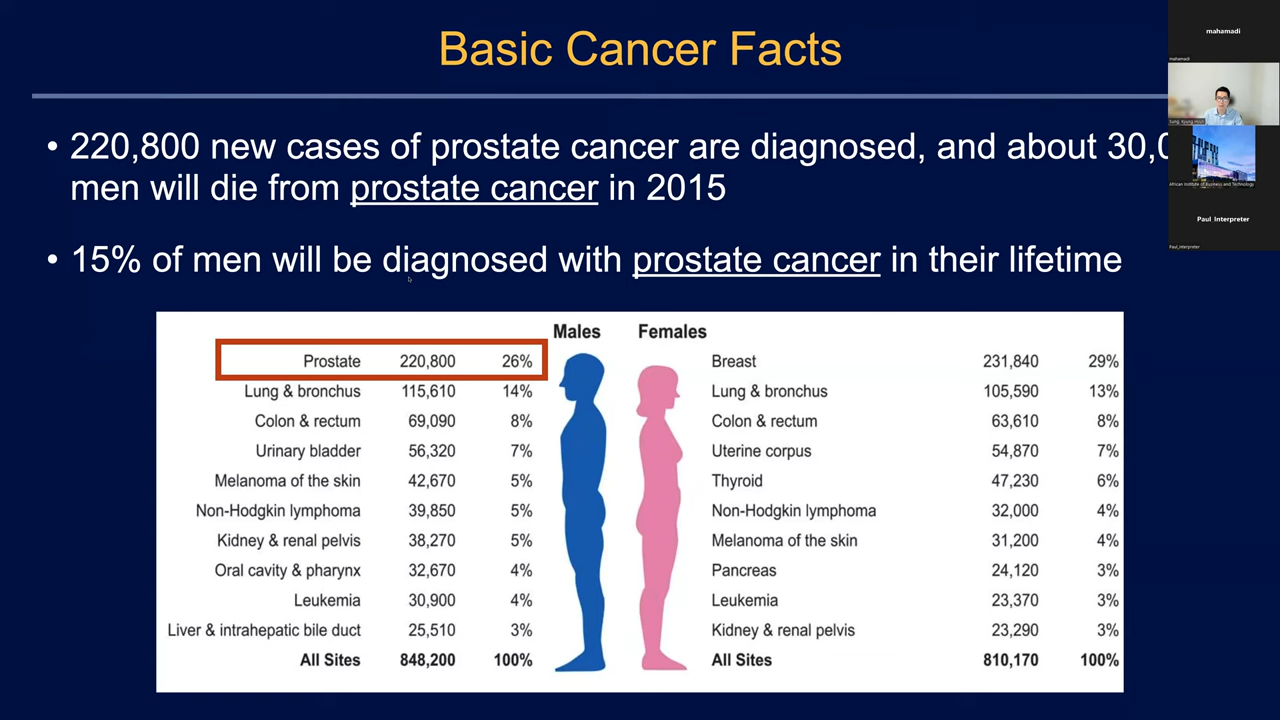 Basic Cancer Facts
• 220,800 new cases of prostate cancer are diagnosed, and about
men will die from prostate cancer in 2015
• 15% of men will be diagnosed with prostate cancer in their lifetime
Males Females
Prostate 220,800 26% Breast 231,840 29%
Lung & bronchus 115,610 14% Lung & bronchus 105,590 13%
Colon & rectum 69,090 8% Colon & rectum 63,610 8%
Urinary bladder 56,320 7% Uterine corpus 54,870 7%
Melanoma of the skin 42,670 5% Thyroid 47,230 6%
Non-Hodgkin lymphoma 39,850 5% Non-Hodgkin lymphoma 32,000 4%
Kidney & renal pelvis 38,270 5% Melanoma of the skin 31,200 4%
Oral cavity & pharynx 32,670 4% Pancreas 24,120 3%
Leukemia 30,900 4% Leukemia 23,370 3%
Liver & intrahepatic bile duct 25,510 3% Kidney & renal pelvis 23,290 3%
All Sites 848,200 100% All Sites 810,170 100%
mahamadi
mahamadi
African Institute of Business and Technology
Paul Interpreter
Paul_Interpreter